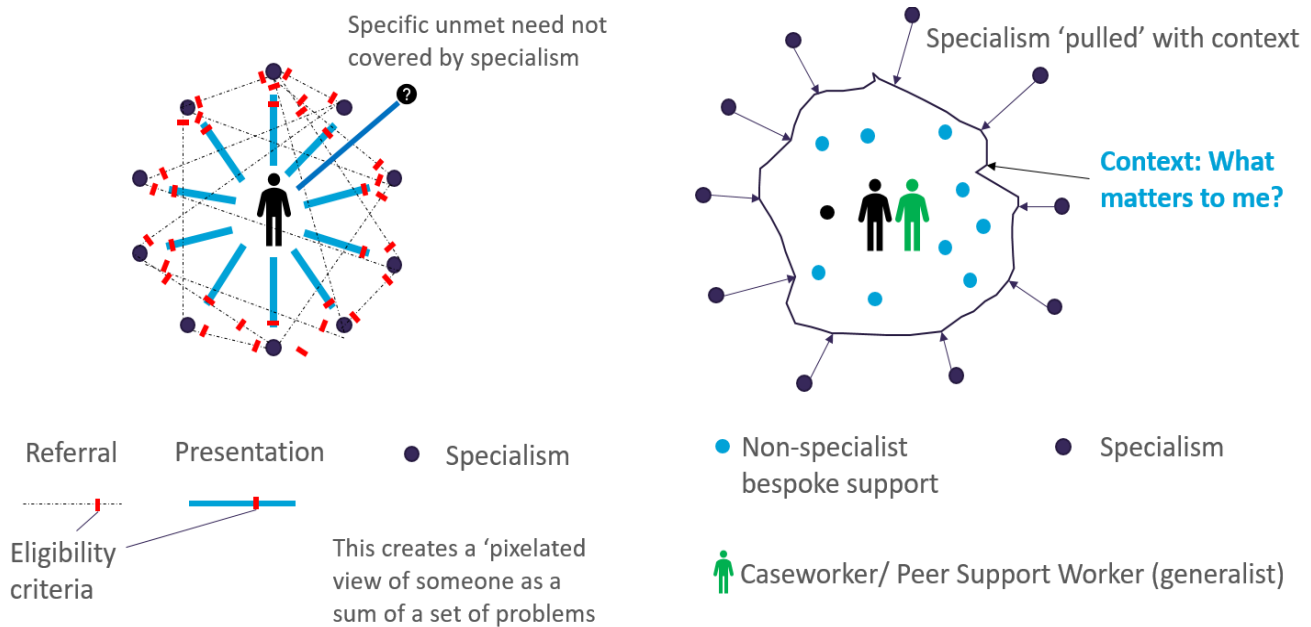 Specific unmet need not
covered by specialism
?
Referral
Presentation
Specialism
Eligibility
criteria
This creates a ‘pixelated
view of someone as a
sum of a set of problems
Specialism ‘pulled’ with context
Context: What
matters to me?
Non-specialist
bespoke support
Specialism
Caseworker/ Peer Support Worker (generalist)